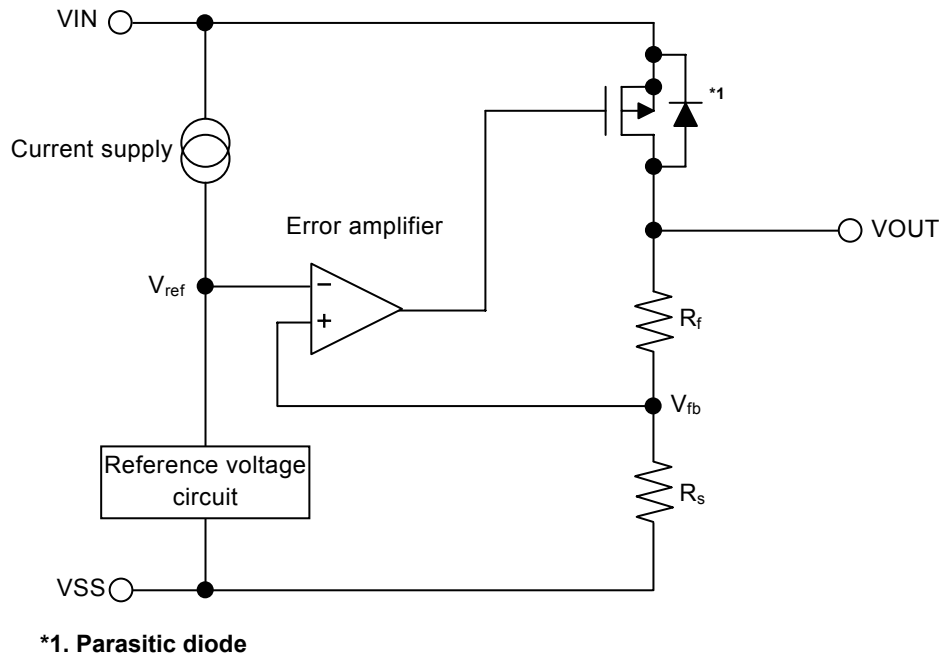 VIN
*1
Current supply
Error amplifier
VOUT
Vref
−
+
Rf
Vfb
Reference voltage
circuit
Rs
VSS
*1. Parasitic diode